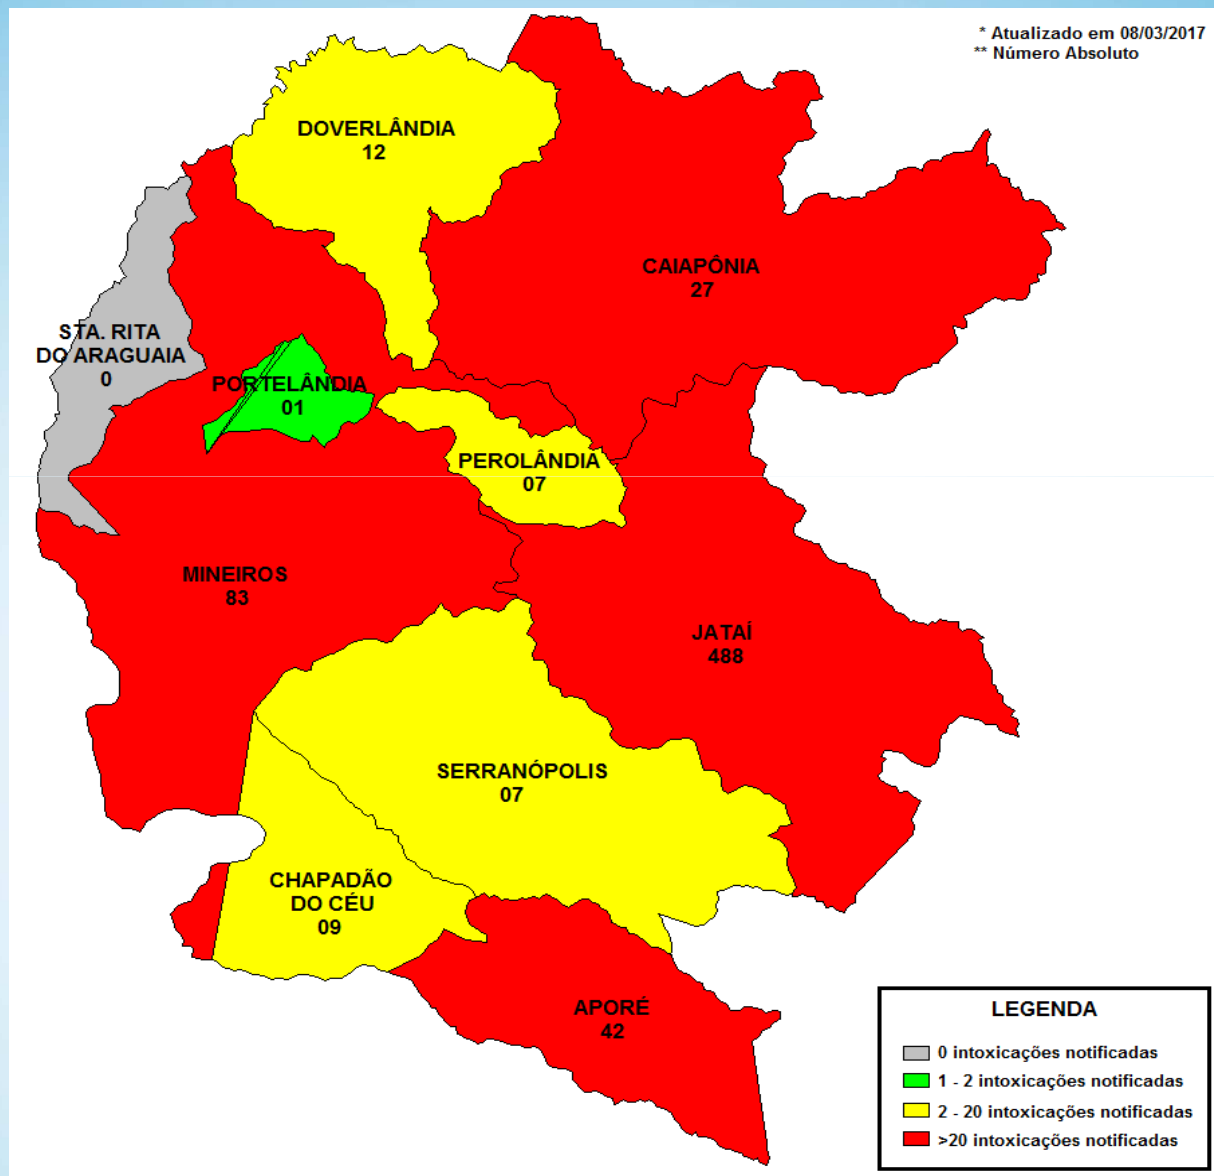 * Atualizado em 08/03/2017
** Número Absoluto
DOVERLÂNDIA
12
CAIAPÔNIA
27
STA. RITA
DO ARAGUAIA
0
PORTELÂNDIA
01
PEROLÂNDIA
07
MINEIROS
83
JATAÍ
488
SERRANÓPOLIS
07
CHAPADÃO
DO CÉU
09
APORÉ
42
LEGENDA
0 intoxicações notificadas
1 - 2 intoxicações notificadas
2 - 20 intoxicações notificadas
>20 intoxicações notificadas